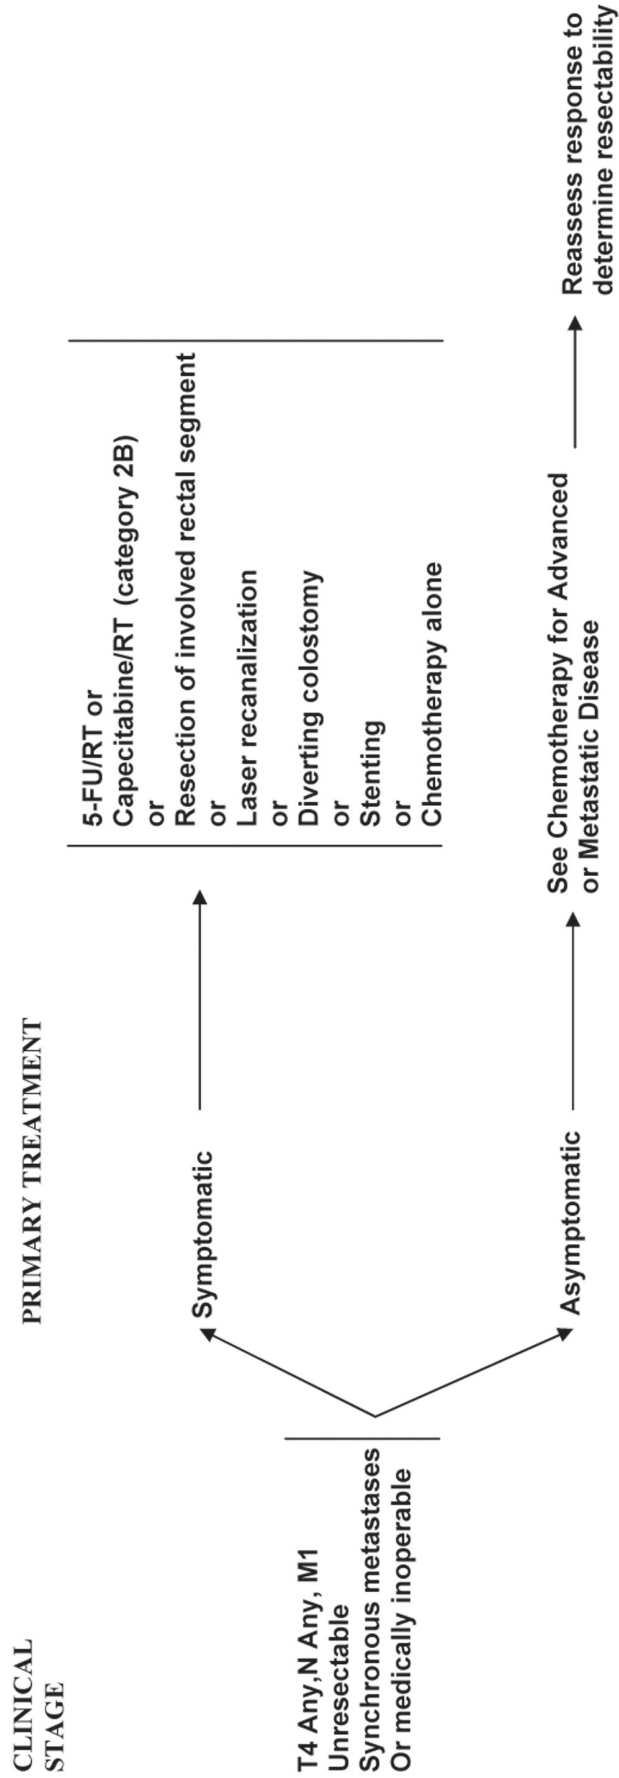 CLINICAL
STAGE
PRIMARY TREATMENT
T4 Any,N Any, M1
Unresectable
Synchronous metastases
Or medically inoperable
Symptomatic
5-FU/RT or
Capecitabine/RT (category 2B)
or
Resection of involved rectal segment
or
Laser recanalization
or
Diverting colostomy
or
Stenting
or
Chemotherapy alone
Asymptomatic
See Chemotherapy for Advanced
or Metastatic Disease
Reassess response to
determine resectability